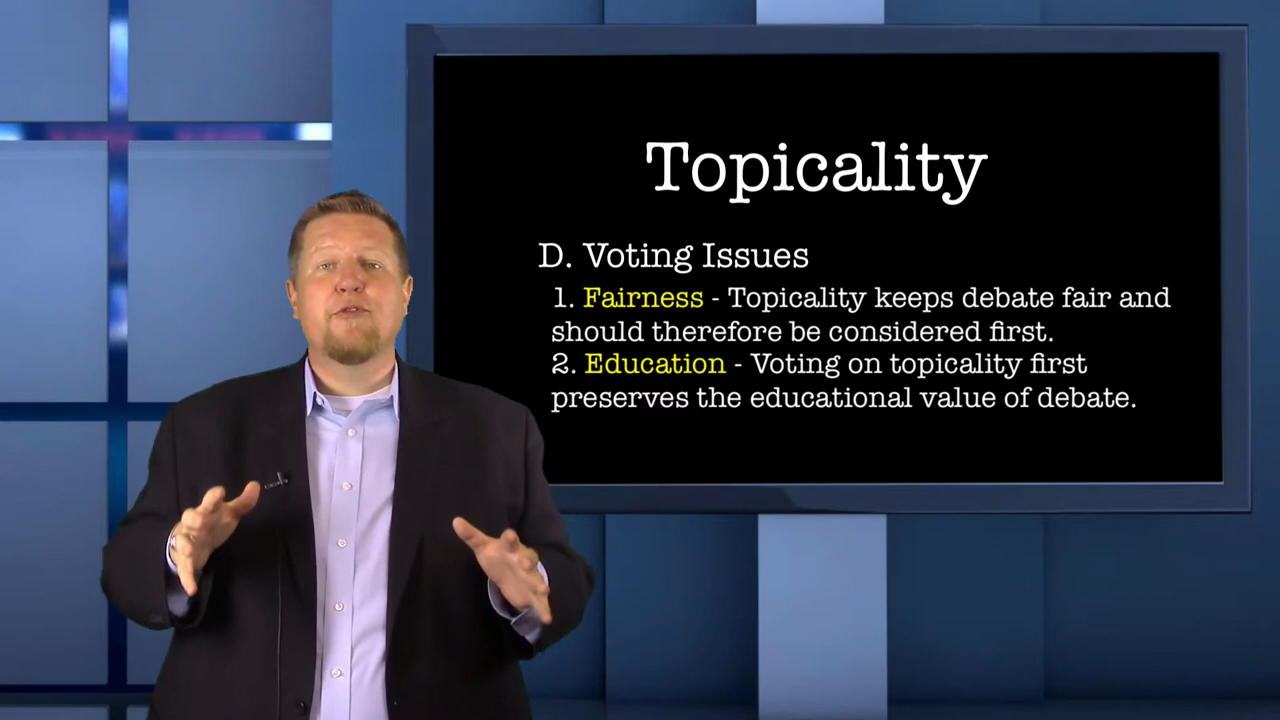 Topicality
D. Voting Issues
1. Fairness - Topicality keeps debate fair and
should therefore be considered first.
2. Education - Voting on topicality first
preserves the educational value of debate.